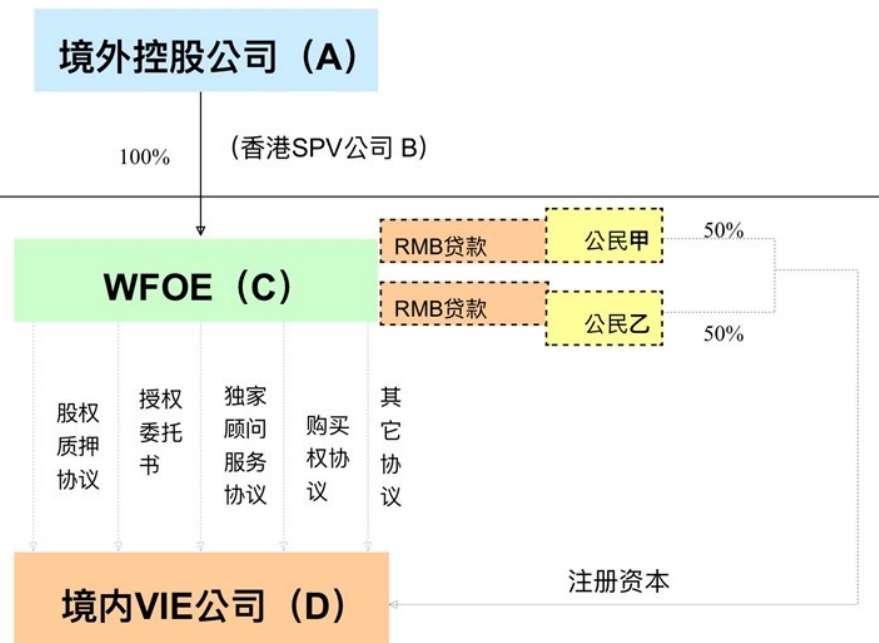 境外控股公司（A）
100%
（香港SPV公司 B）
WFOE（C）
RMB贷款
公民甲
50%
RMB贷款
公民乙
50%
股权
质押
协议
授权
委托
书
独家
顾问
服务
协议
购买
权协
议
其
它
协
议
境内VIE公司（D）
注册资本